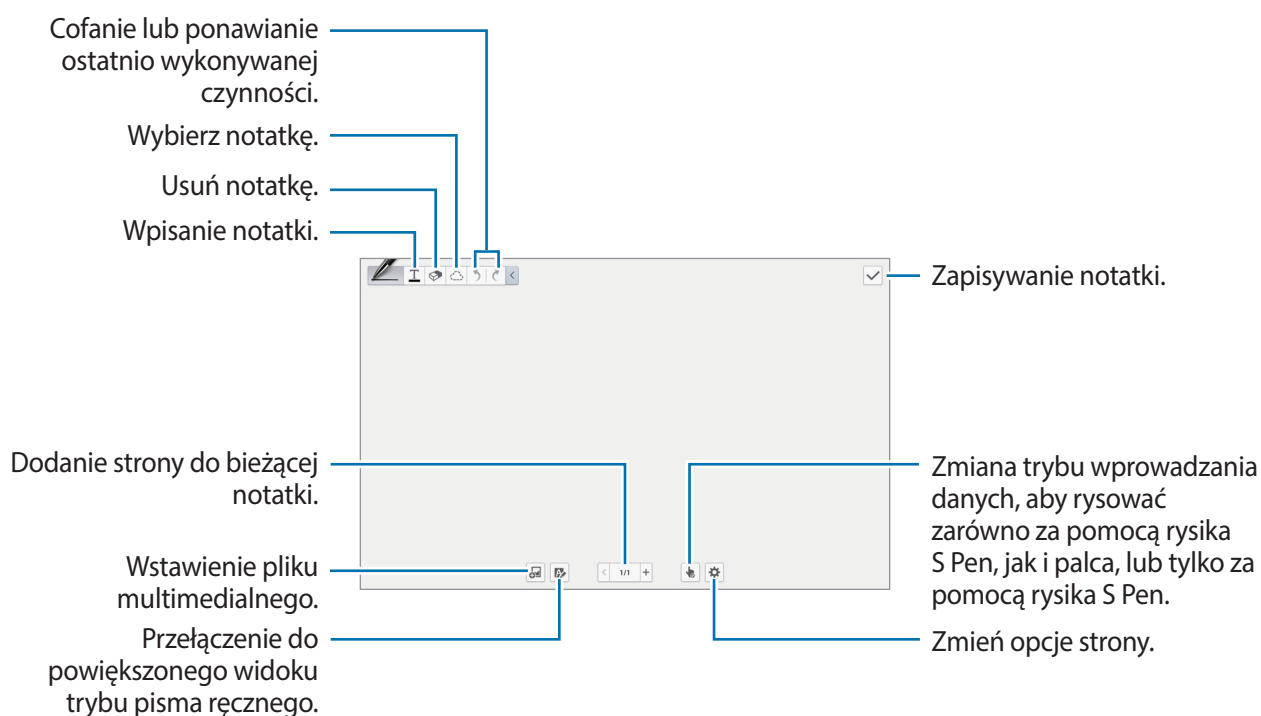 Cofanie lub ponawianie
ostatnio wykonywanej
czynności.
Wybierz notatkę.
Usuń notatkę.
Wpisanie notatki.
Zapisywanie notatki.
Dodanie strony do bieżącej
notatki.
Wstawienie pliku
multimedialnego.
Przełączenie do
powiększonego widoku
trybu pisma ręcznego.
1/1
Zmiana trybu wprowadzania
danych, aby rysować
zarówno za pomocą rysika
S Pen, jak i palca, lub tylko za
pomocą rysika S Pen.
Zmień opcje strony.